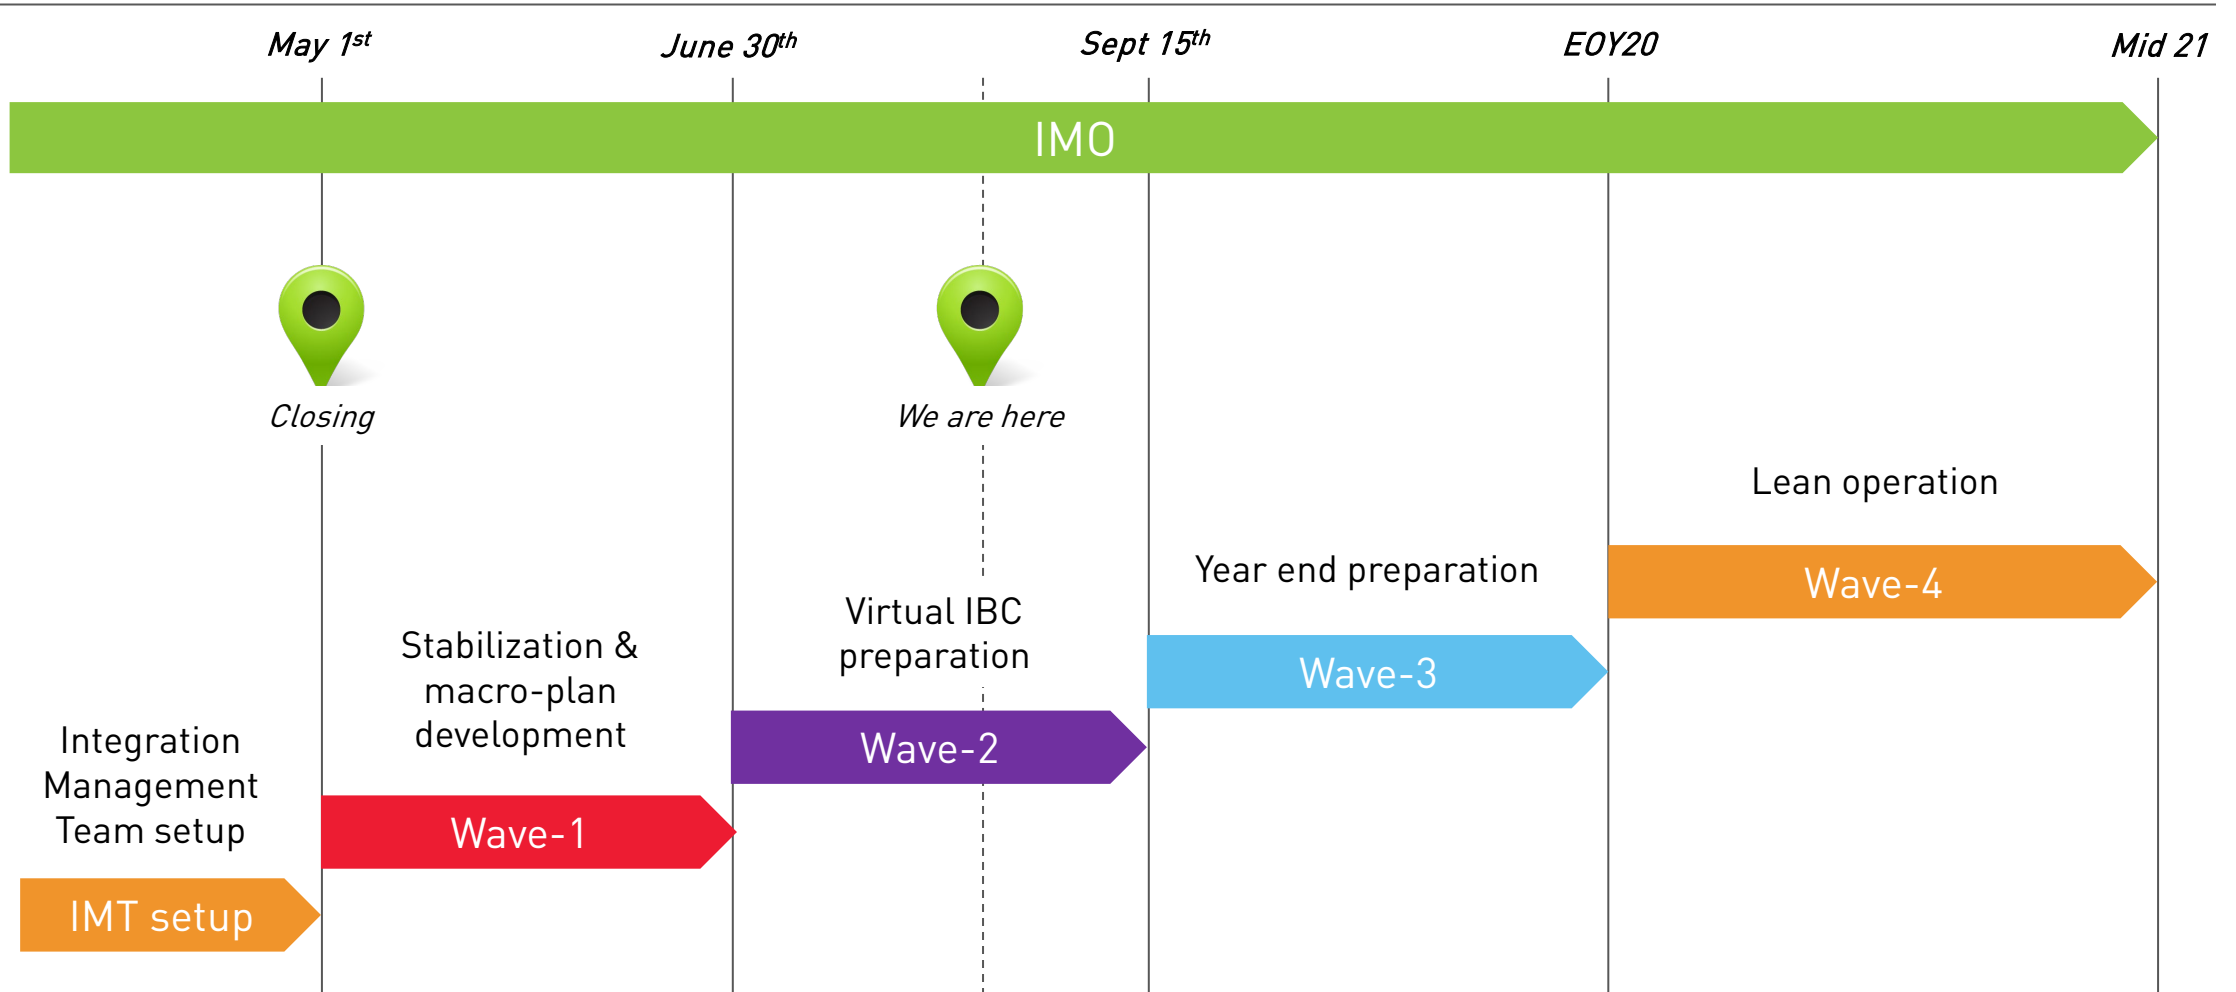 May 1st
June 30th
Sept 15th
EOY20
Mid 21
IMO
Closing
We are here
Lean operation
Wave-4
Year end preparation
Wave-3
Virtual IBC
preparation
Wave-2
Stabilization &
macro-plan
development
Wave-1
Integration
Management
Team setup
IMT setup